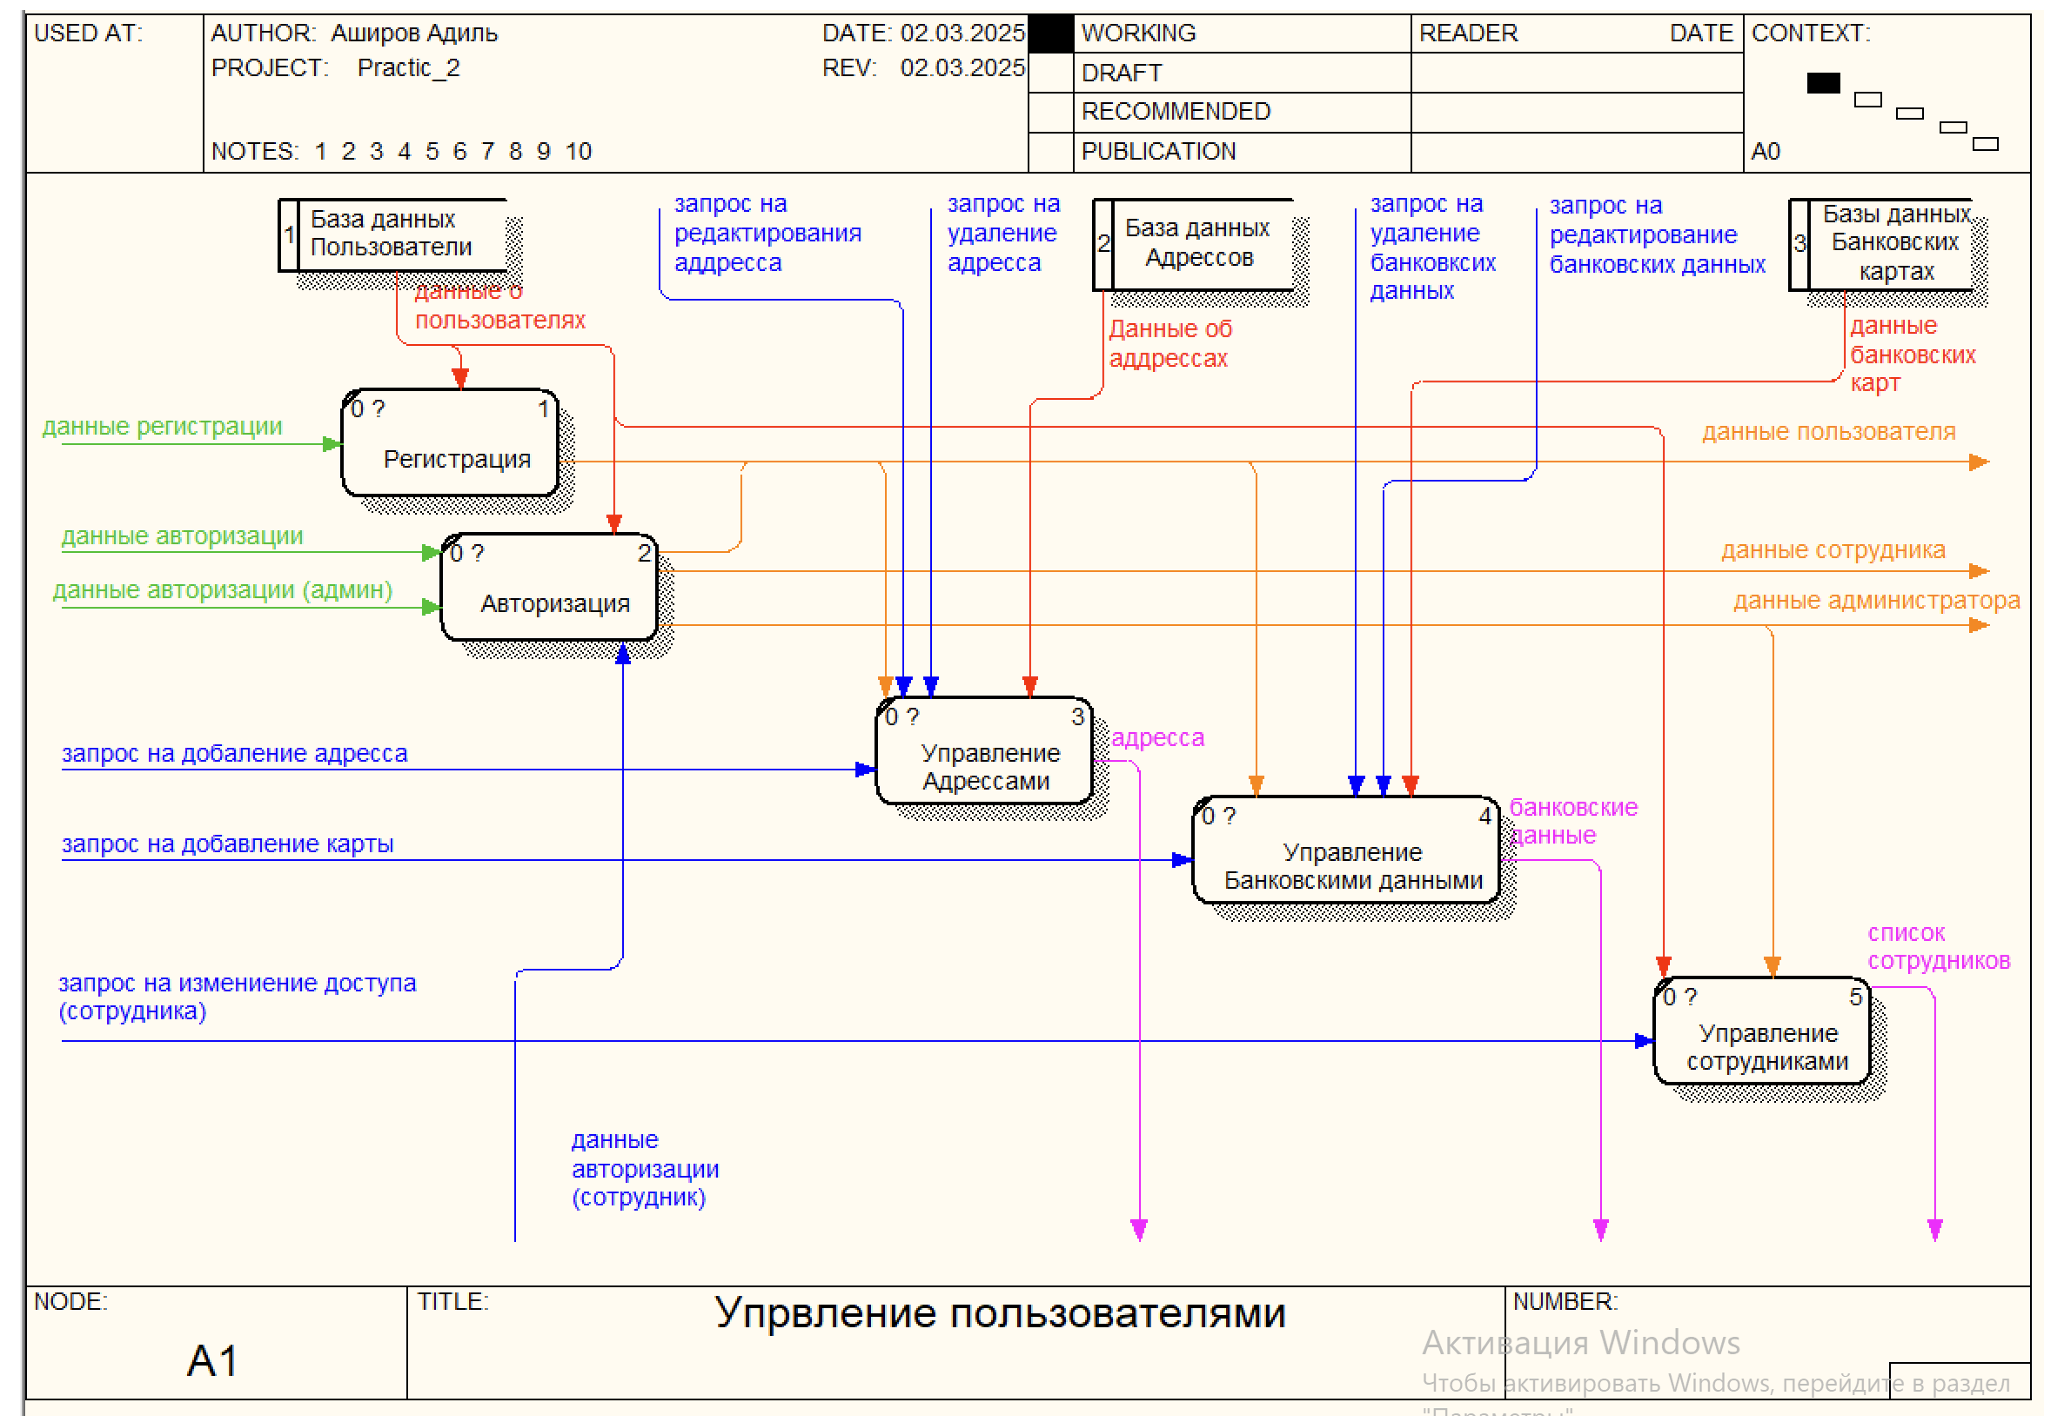 USED AT:
AUTHOR: Аширов Адиль
DATE: 02.03.2025
PROJECT: Practic_2
REV: 02.03.2025
NOTES: 1 2 3 4 5 6 7 8 9 10
WORKING
DRAFT
RECOMMENDED
PUBLICATION
READER
DATE
CONTEXT:
A0
1
База данных
Пользователи
запрос на
редактирования
аддресса
запрос на
удаление
адресса
2
База данных
Адрессов
запрос на
удаление
банковксих
данных
запрос на
редактирование
банковских данных
3
Базы данных
Банковских
картах
данные о
пользователях
Данные об
аддрессах
данные
банковских
карт
данные регистрации
0 ?
1
Регистрация
данные пользователя
данные авторизации
данные авторизации (админ)
0 ?
2
Авторизация
данные сотрудника
данные администратора
запрос на добаление адресса
0 ?
3
Управление
Адрессами
адресса
запрос на добавление карты
0 ?
4
Управление
Банковскими данными
банковские
данные
запрос на измениение доступа
(сотрудника)
0 ?
5
Управление
сотрудниками
список
сотрудников
данные
авторизации
(сотрудник)
NODE:
A1
TITLE:
Упрвление пользователями
NUMBER:
Активация Windows
Чтобы активировать Windows, перейдите в раздел
"Параметры"